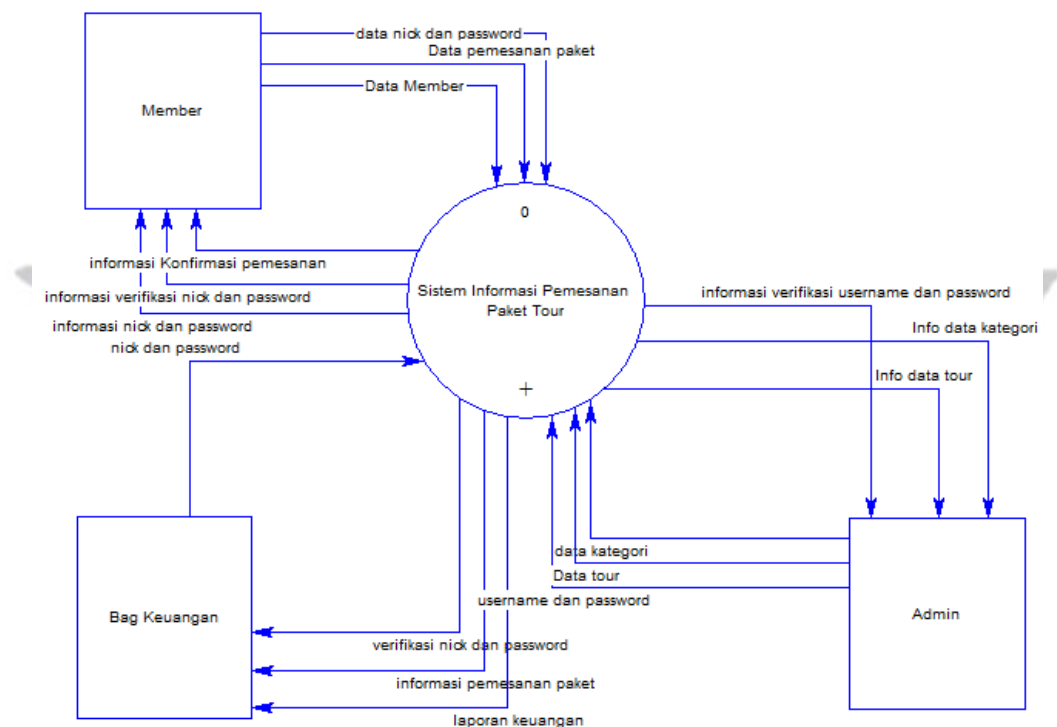 data nick dan password
Data pemesanan paket
Data Member
Member
0
informasi Konfirmasi pemesanan
informasi verifikasi nick dan password
informasi nick dan password
nick dan password
Sistem Informasi Pemesanan
Paket Tour
+
informasi verifikasi username dan password
Info data kategori
Info data tour
data kategori
Data tour
username dan password
Bag Keuangan
Admin
verifikasi nick dan password
informasi pemesanan paket
laporan keuangan